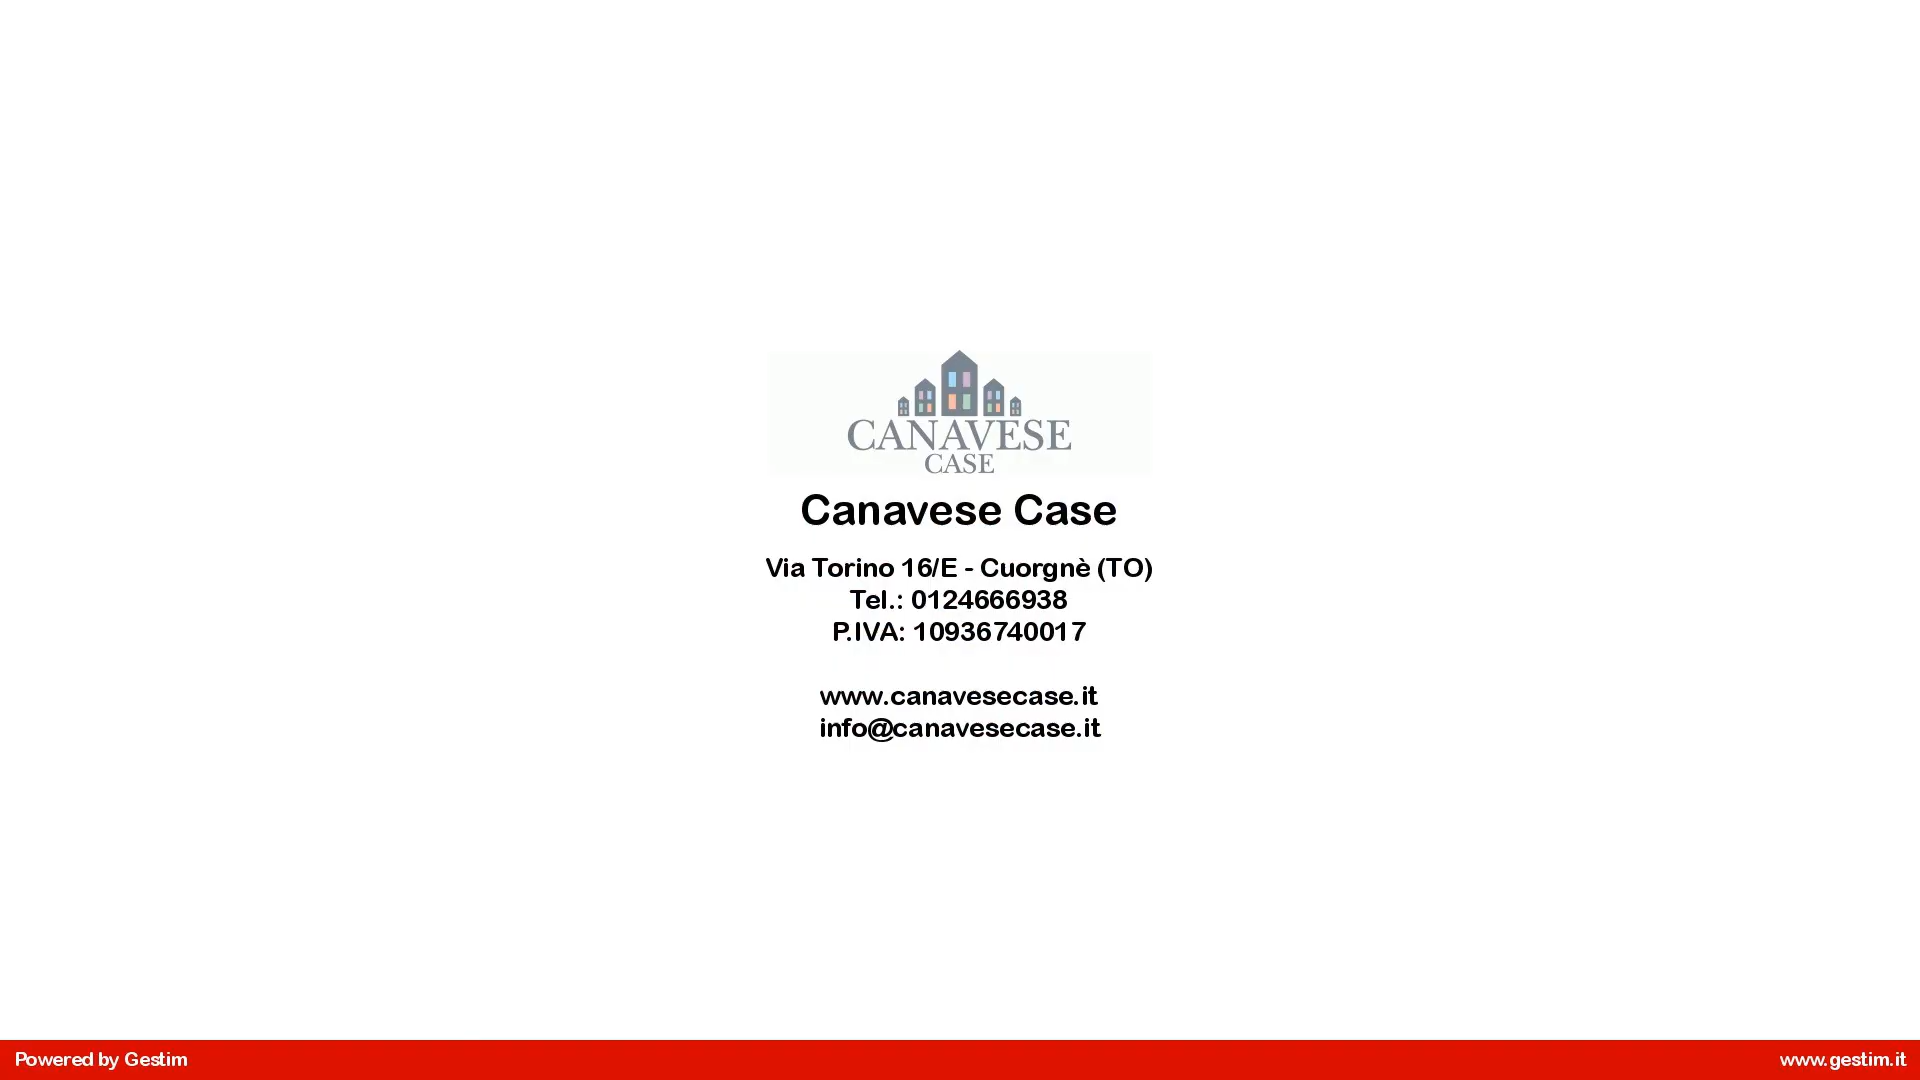 CANAVESE
CASE
Canavese Case
Via Torino 16/E - Cuorgnè (TO)
Tel.: 0124666938
P.IVA: 10936740017
www.canavesecase.it
info@canavesecase.it
Powered by Gestim
www.gestim.it